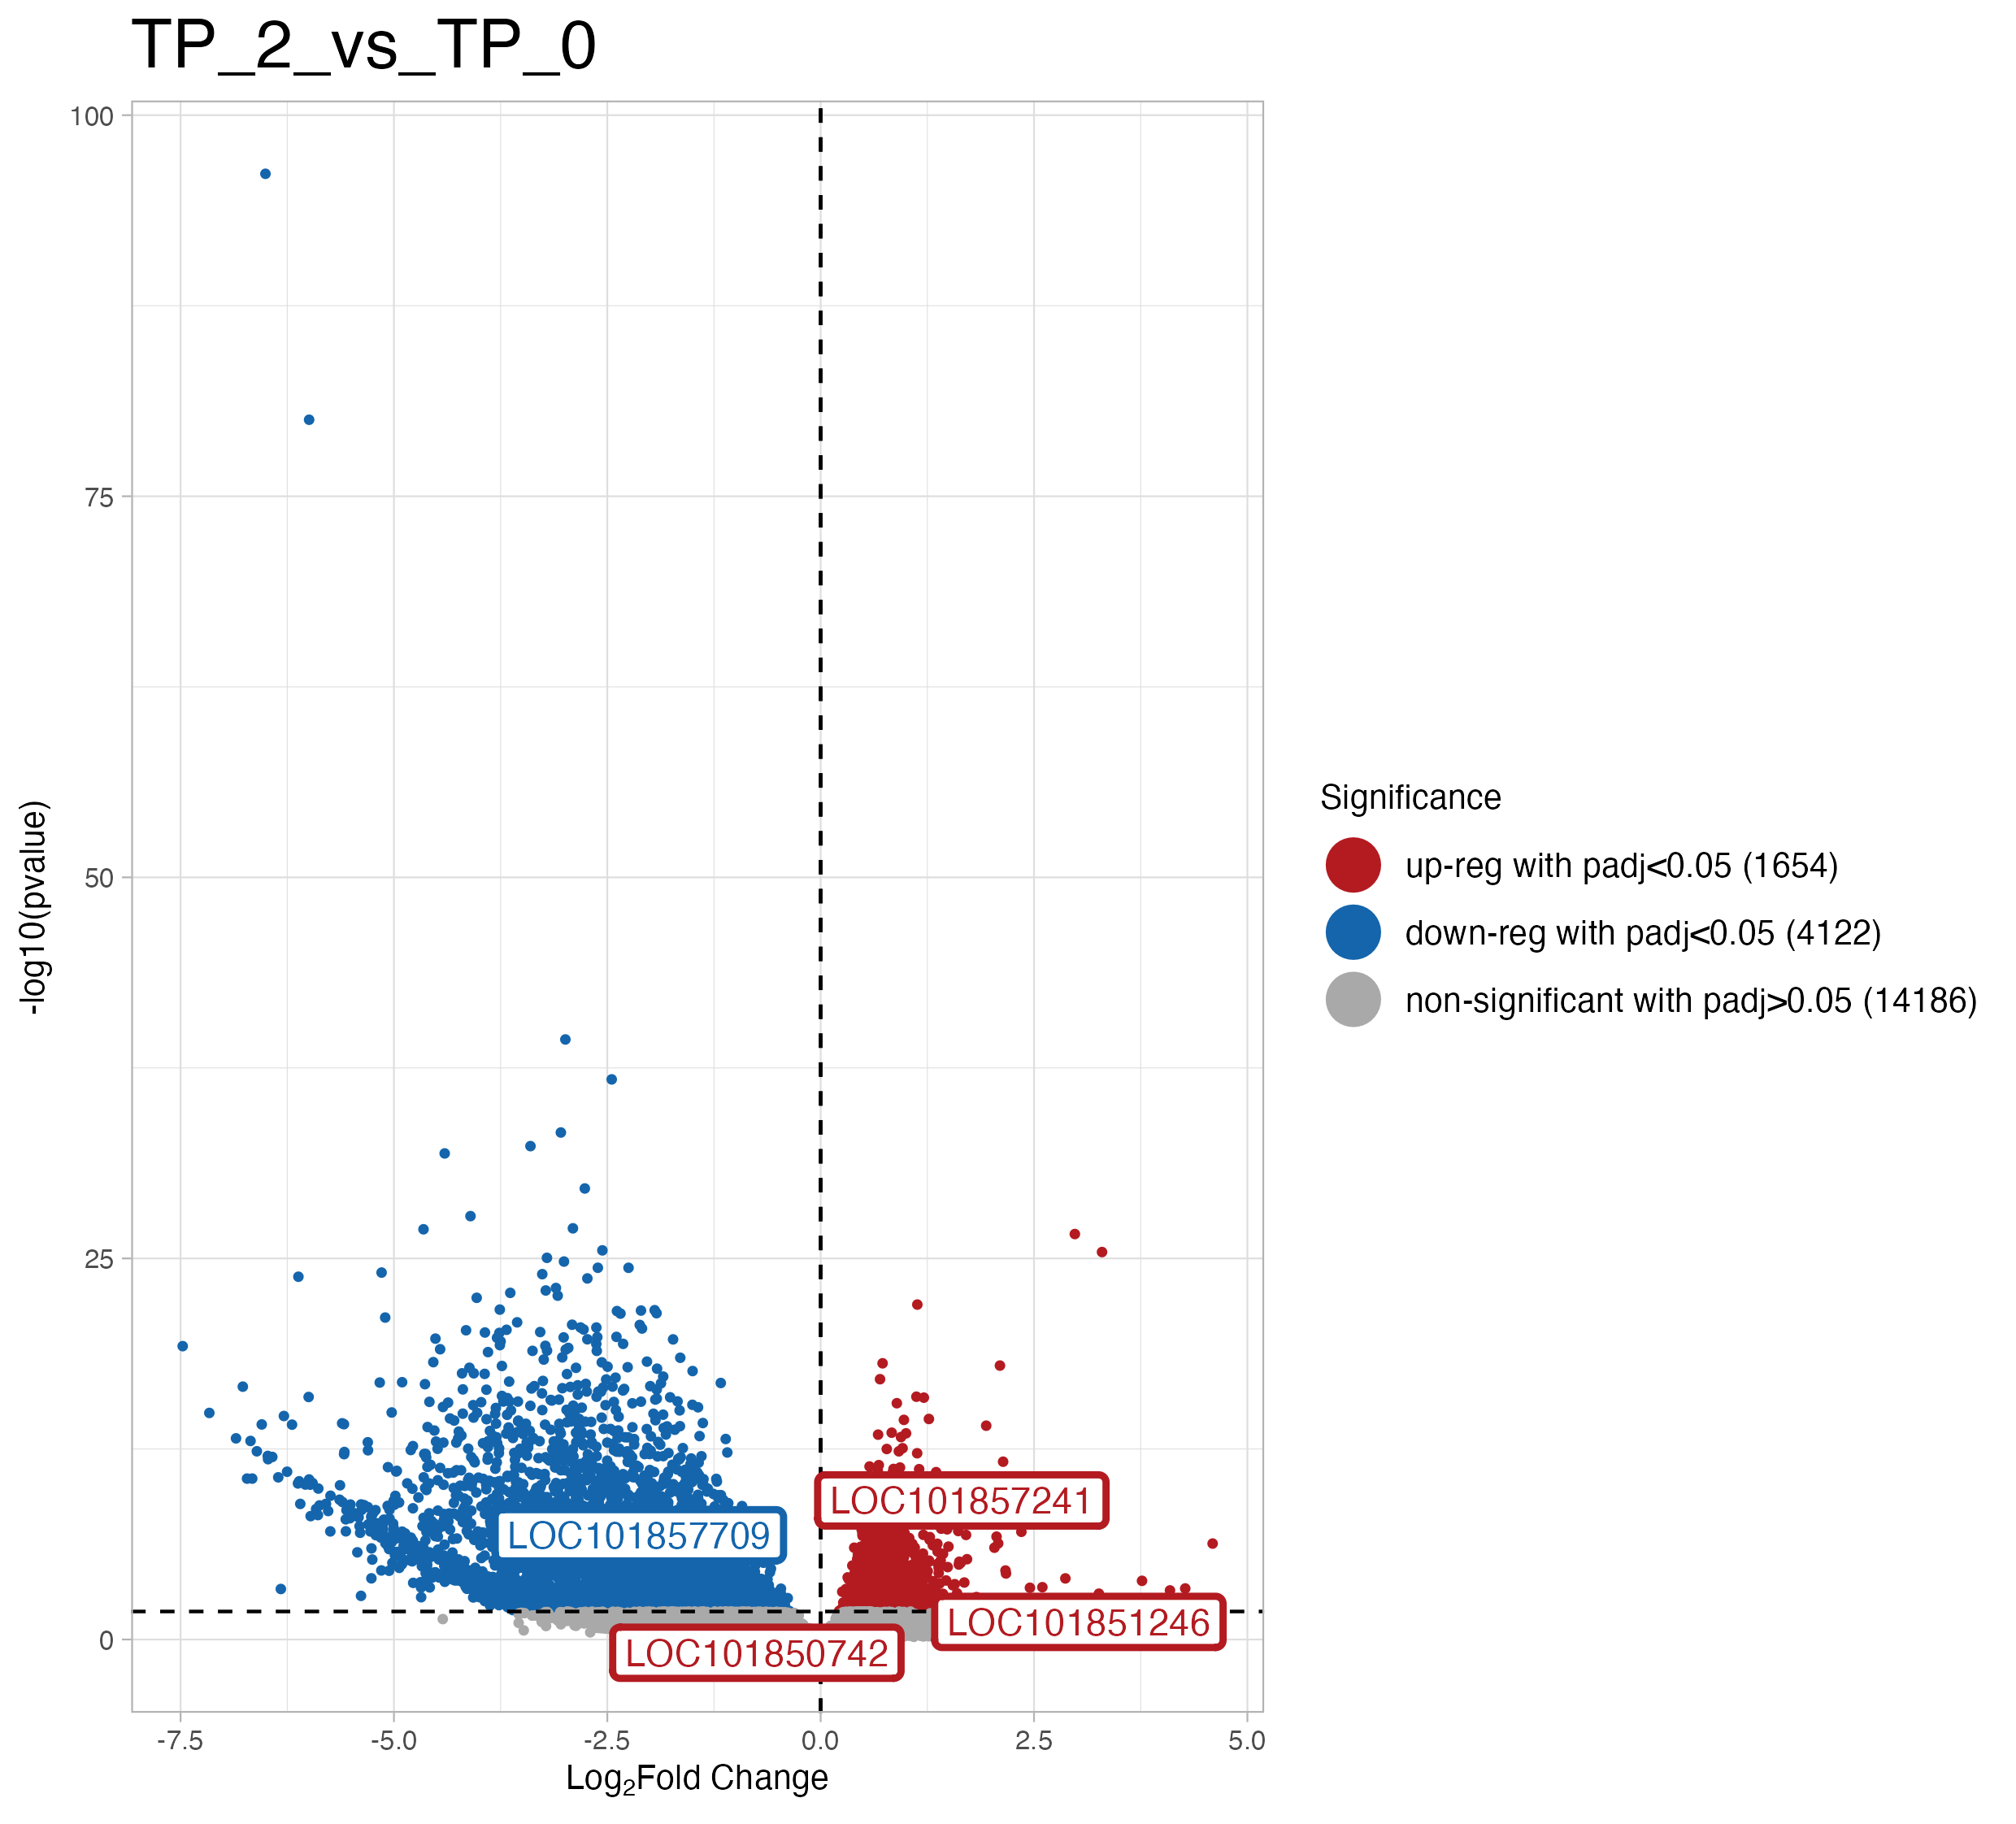 TP_2_vs_TP_0
100
75
50
25
0
-log10(pvalue)
LOC101857241
LOC101857709
LOC101851246
LOC101850742
-7.5 -5.0 -2.5 0.0 2.5 5.0
Log₂Fold Change
Significance
up-reg with padj<0.05 (1654)
down-reg with padj<0.05 (4122)
non-significant with padj>0.05 (14186)